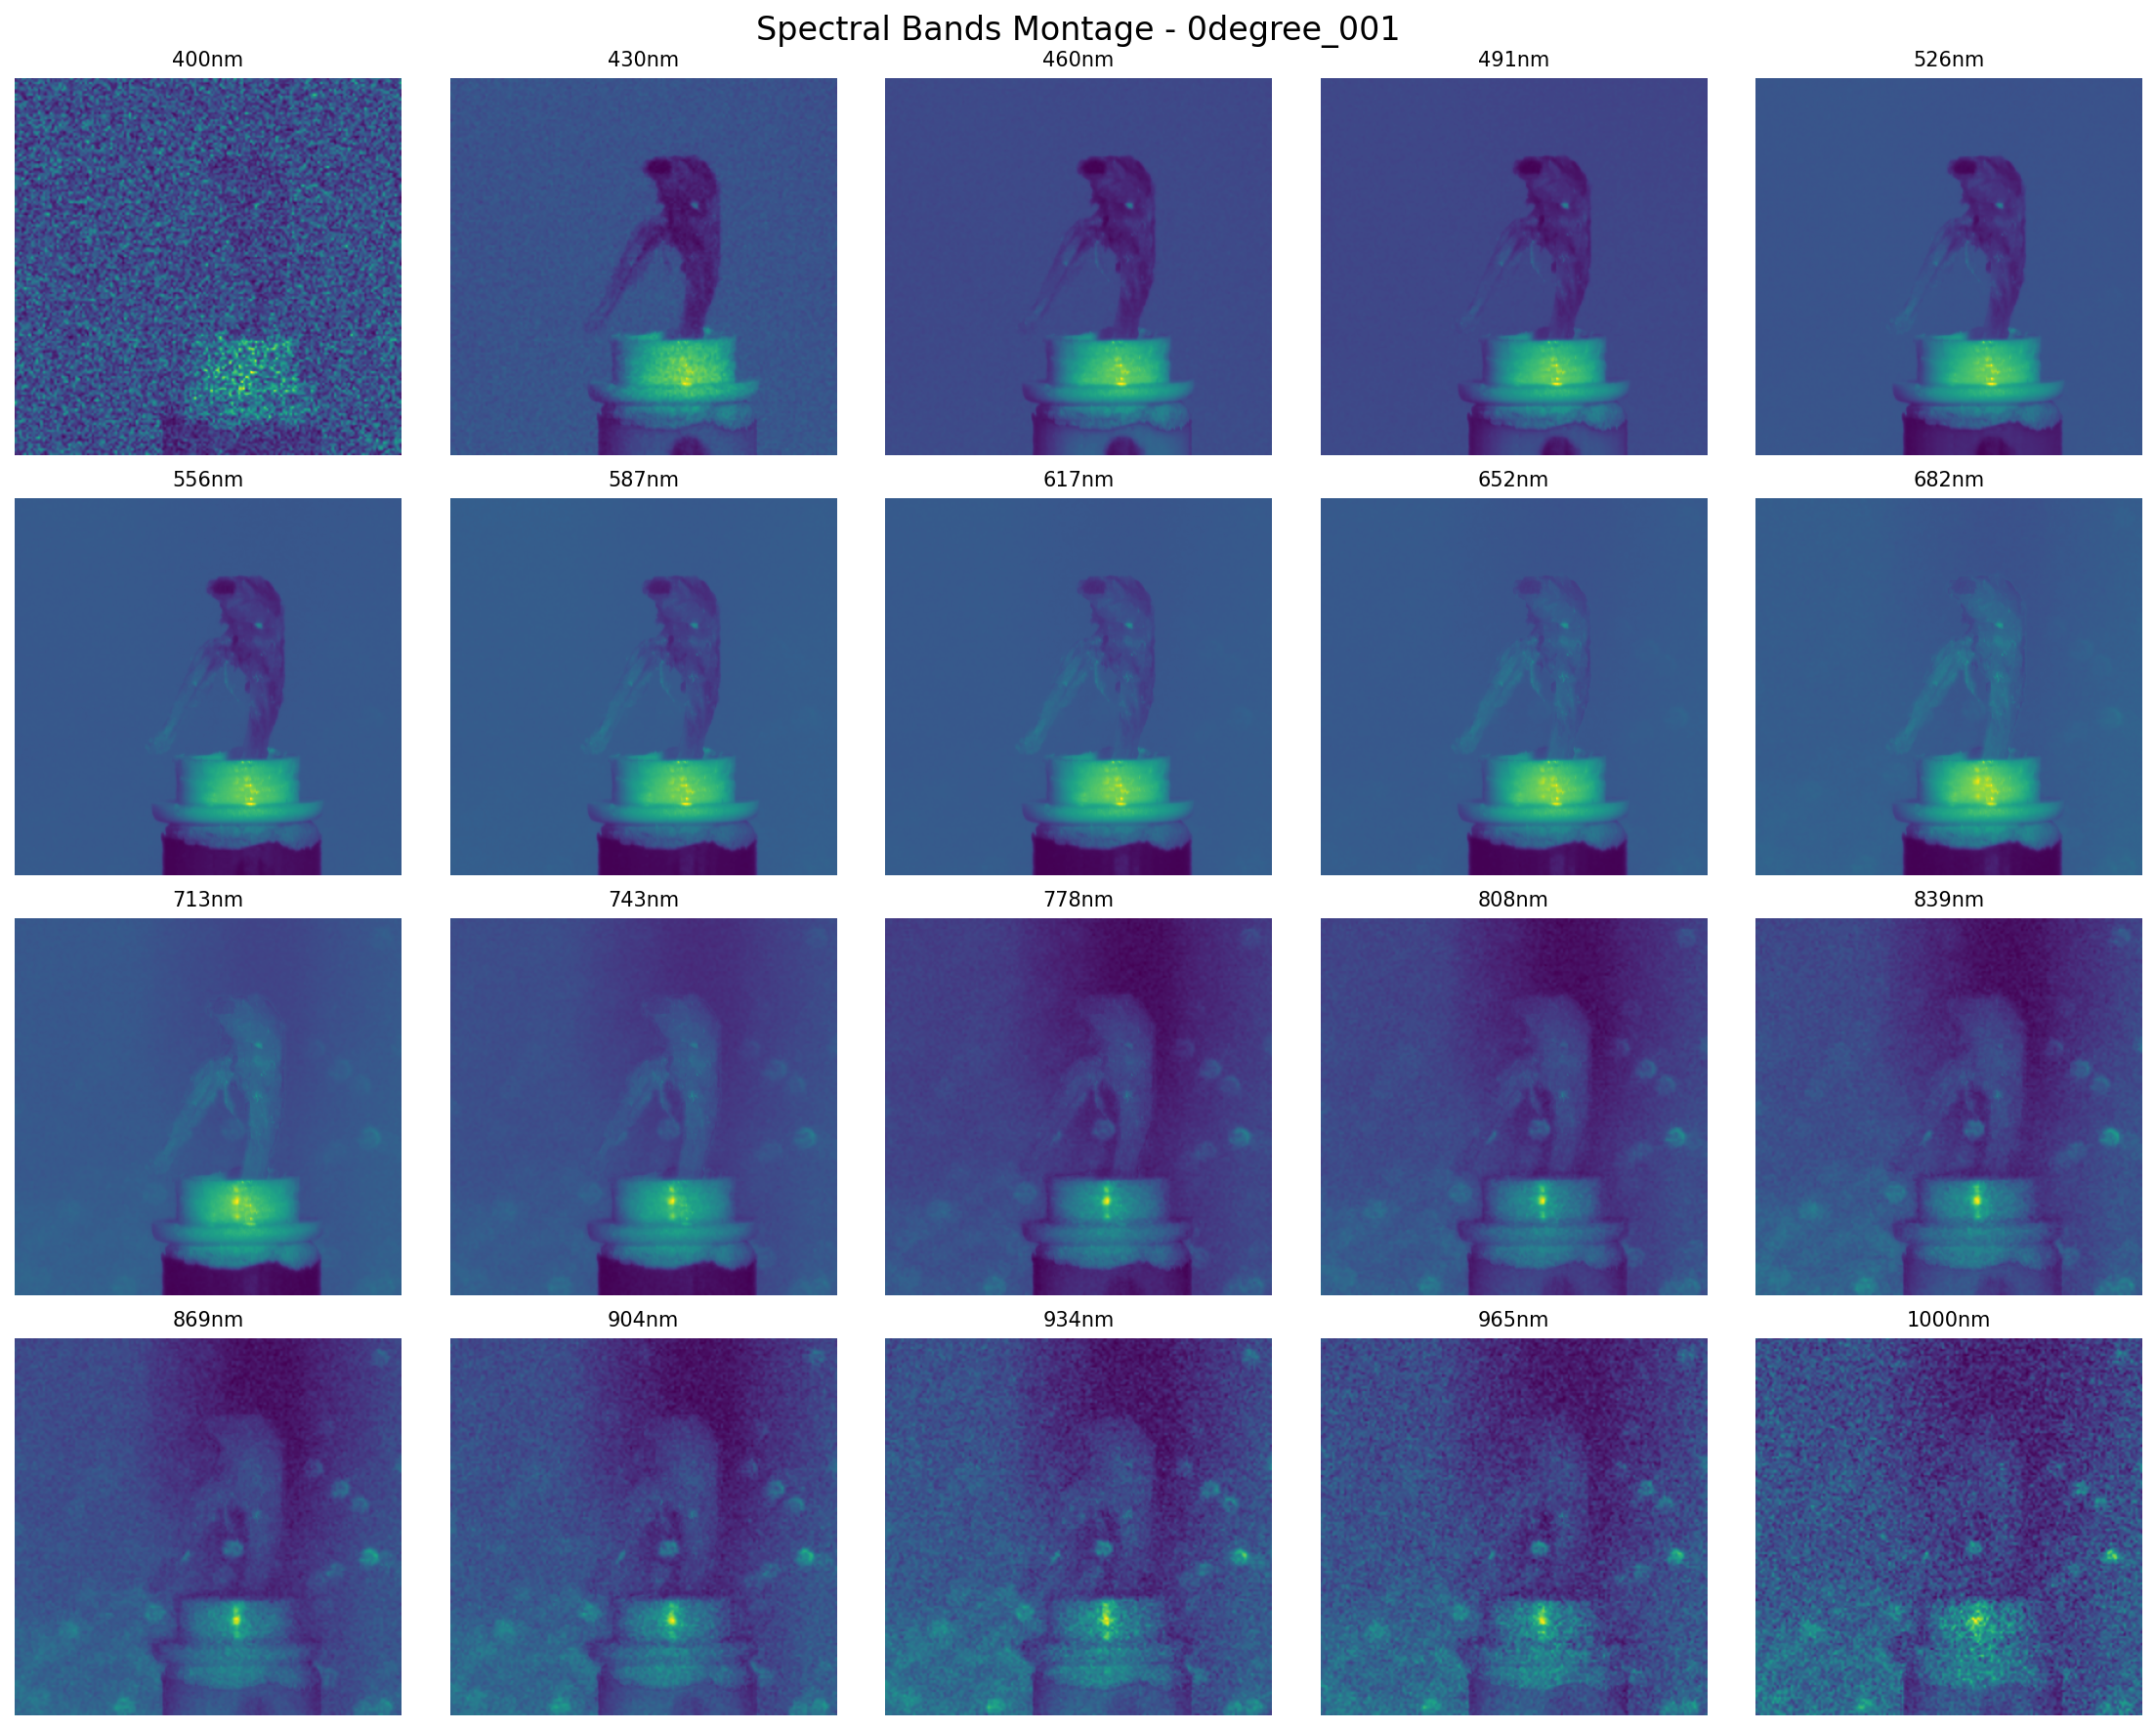 Spectral Bands Montage - 0degree_001
400nm
430nm
460nm
491nm
526nm
556nm
587nm
617nm
652nm
682nm
713nm
743nm
778nm
808nm
839nm
869nm
904nm
934nm
965nm
1000nm